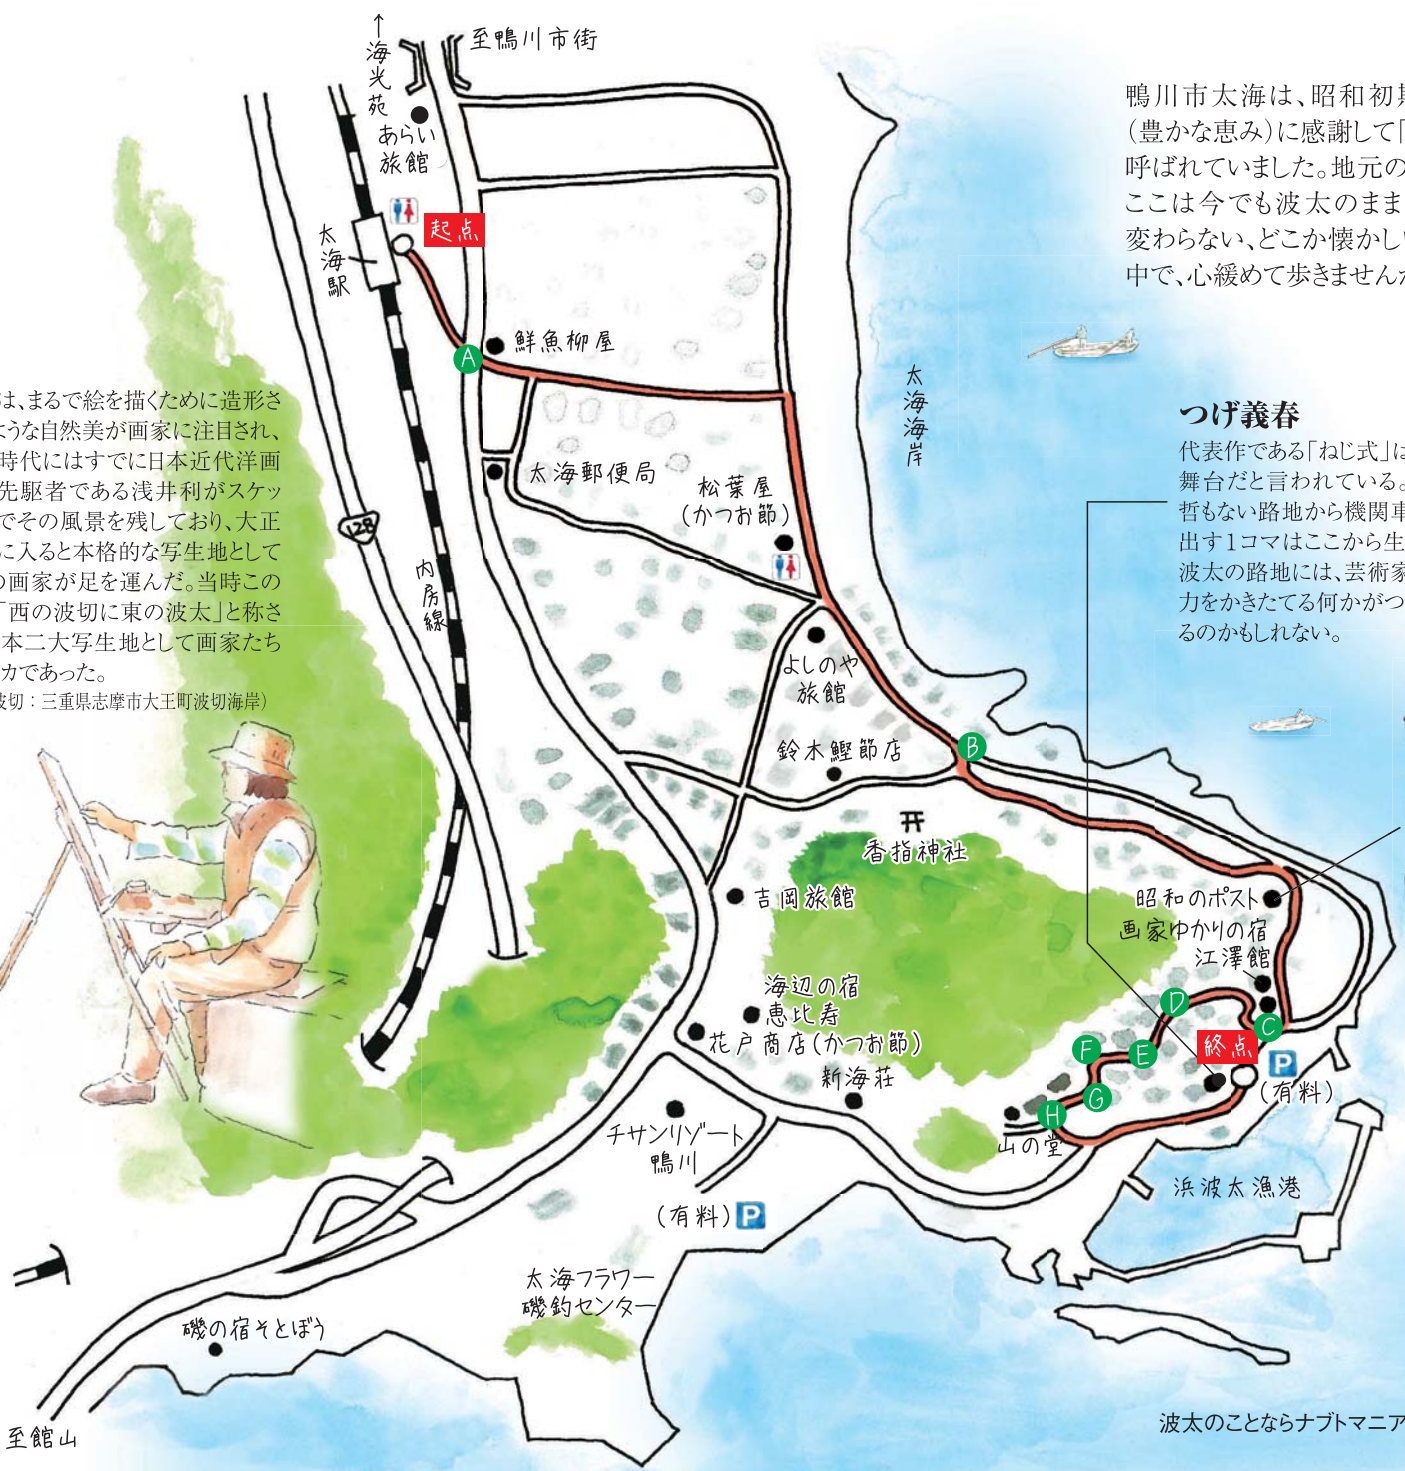 ↑海光苑
至鴨川市街
あらい
旅館
起点
太海駅
A
鮮魚柳屋
太海郵便局
松葉屋
(かつお節)
128
内房線
太海海岸
よしのや
旅館
鈴木鰹節店
B
香指神社
吉岡旅館
昭和のポスト
画家ゆかりの宿
江澤館
海辺の宿
恵比寿
花戸商店(かつお節)
新海荘
D
C
F
E
終点
G
H
P
(有料)
山の堂
チサンリゾート
鴨川
(有料)P
浜波太漁港
太海フラワー
磯釣センター
磯の宿そとぼう
至館山
鴨川市太海は、昭和初期
(豊かな恵み)に感謝して「
呼ばれていました。地元の
ここは今でも波太のまま
変わらない、どこか懐かしい
中で、心緩めて歩きませんか
は、まるで絵を描くために造形さ
ような自然美が画家に注目され、
時代にはすでに日本近代洋画
先駆者である浅井利がスケッ
でその風景を残しており、大正
に入ると本格的な写生地として
の画家が足を運んだ。当時この
「西の波切に東の波太」と称さ
本二大写生地として画家たち
カであった。
波切：三重県志摩市大王町波切海岸)
つげ義春
代表作である「ねじ式」は
舞台だと言われている。
哲もない路地から機関車
出す1コマはここから生
波太の路地には、芸術家
力をかきたてる何かがつ
るのかもしれない。
波太のことならナブトマニア